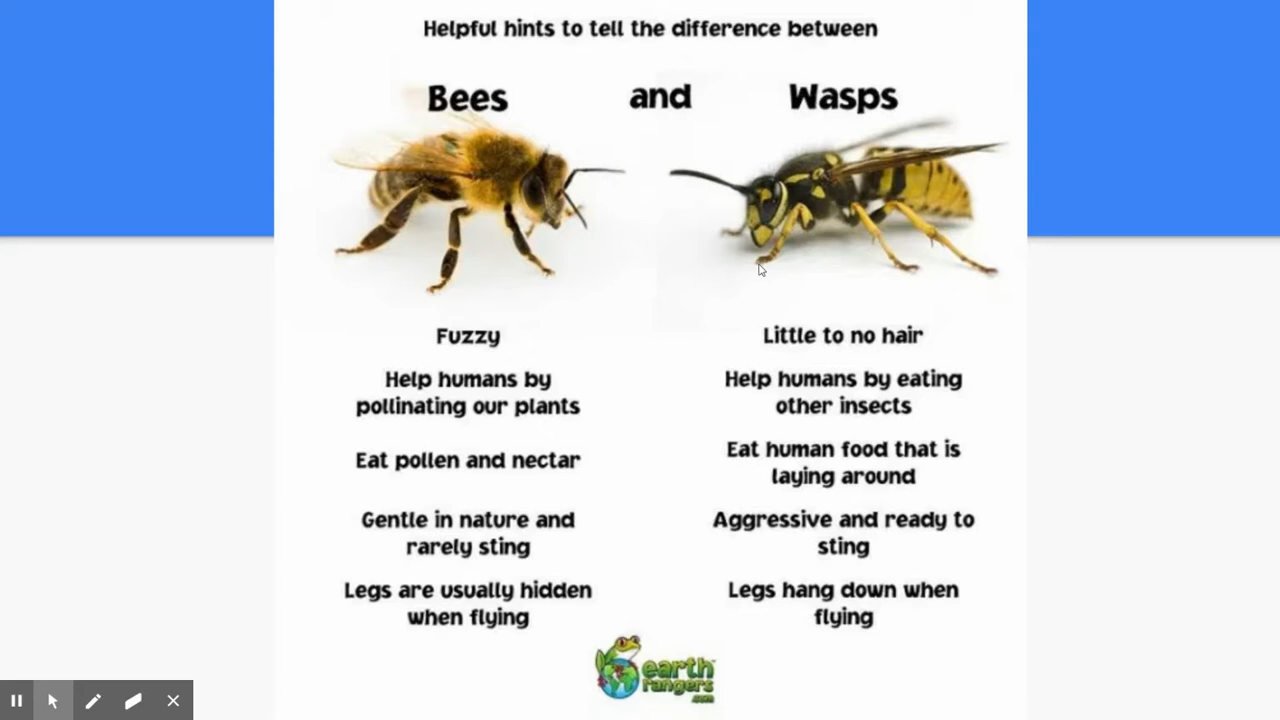 Helpful hints to tell the difference between
Bees and Wasps
Fuzzy
Little to no hair
Help humans by
pollinating our plants
Help humans by eating
other insects
Eat pollen and nectar
Eat human food that is
laying around
Gentle in nature and
rarely sting
Aggressive and ready to
sting
Legs are usually hidden
when flying
Legs hang down when
flying
earth
rangers
.com